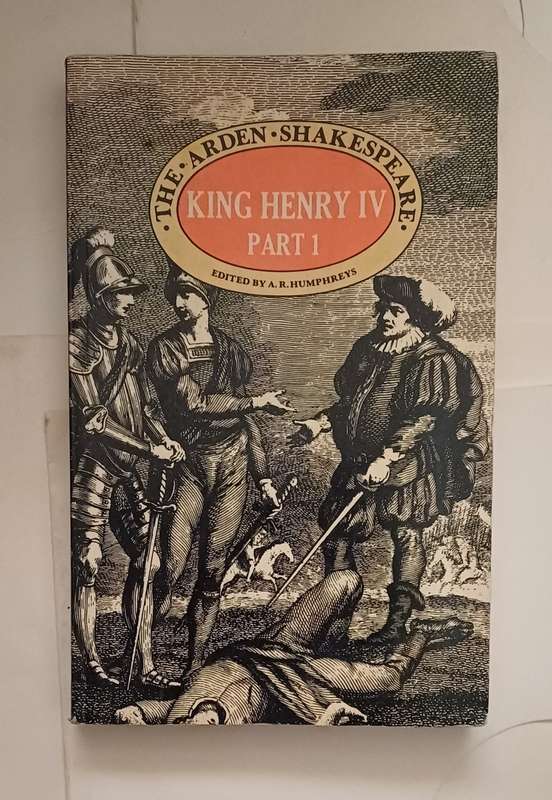 THE · ARDEN · SHAKESPEARE ·
KING HENRY IV
PART 1
EDITED BY A. R. HUMPHREYS